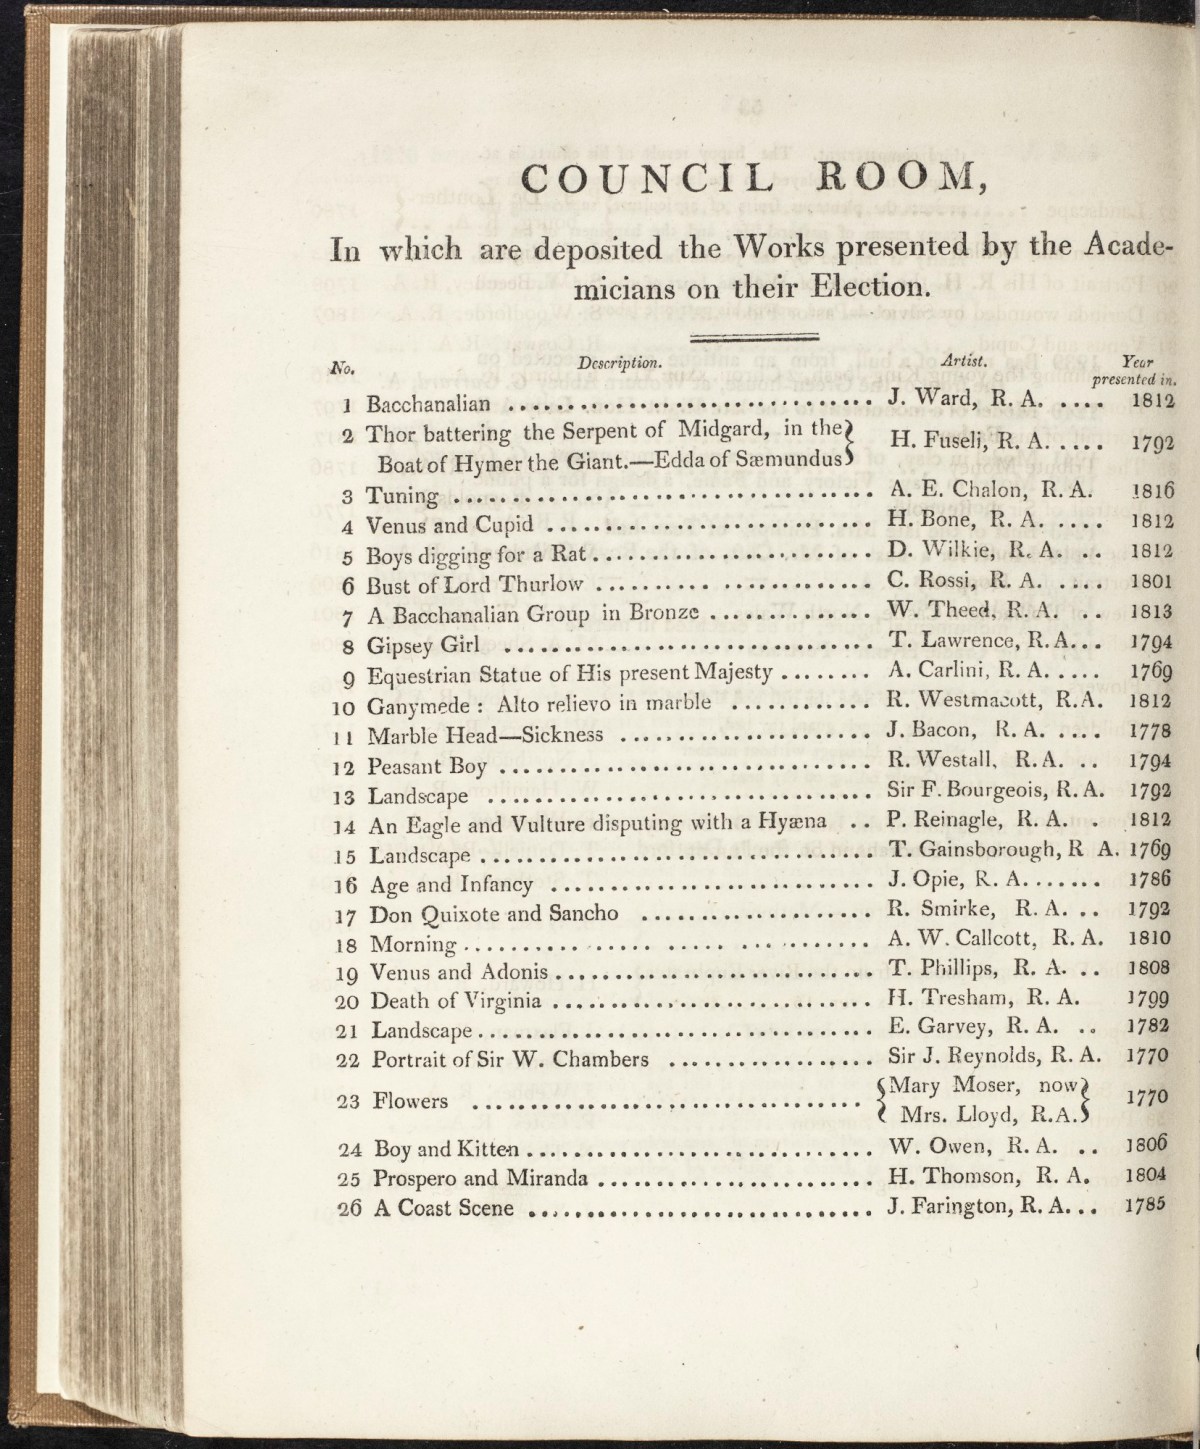 COUNCIL ROOM,
In which are deposited the Works presented by the Acade-
micians on their Election.
No. Description. Artist. Year
presented in.
1 Bacchanalian .............................. J. Ward, R. A. .... 1812
2 Thor battering the Serpent of Midgard, in the
Boat of Hymer the Giant.—Edda of Sæmundus } H. Fuseli, R. A. .... 1792
3 Tuning .............................. A. E. Chalon, R. A. 1816
4 Venus and Cupid .............................. H. Bone, R. A. .... 1812
5 Boys digging for a Rat .............................. D. Wilkie, R. A. .. 1812
6 Bust of Lord Thurlow .............................. C. Rossi, R. A. .... 1801
7 A Bacchanalian Group in Bronze .............. W. Theed, R. A. .. 1813
8 Gipsey Girl .............................. T. Lawrence, R. A... 1794
9 Equestrian Statue of His present Majesty ........ A. Carlini, R. A. .... 1769
10 Ganymede : Alto relievo in marble ............ R. Westmacott, R. A. 1812
11 Marble Head—Sickness ...................... J. Bacon, R. A. .... 1778
12 Peasant Boy .............................. R. Westall, R. A. .. 1794
13 Landscape .............................. Sir F. Bourgeois, R. A. 1792
14 An Eagle and Vulture disputing with a Hyæna .. P. Reinagle, R. A. . 1812
15 Landscape .............................. T. Gainsborough, R A. 1769
16 Age and Infancy .............................. J. Opie, R. A....... 1786
17 Don Quixote and Sancho .................... R. Smirke, R. A. .. 1792
18 Morning .............................. A. W. Callcott, R. A. 1810
19 Venus and Adonis .............................. T. Phillips, R. A. .. 1808
20 Death of Virginia .............................. H. Tresham, R. A. 1799
21 Landscape .............................. E. Garvey, R. A. .. 1782
22 Portrait of Sir W. Chambers .................. Sir J. Reynolds, R. A. 1770
23 Flowers .............................. { Mary Moser, now
Mrs. Lloyd, R.A. } 1770
24 Boy and Kitten .............................. W. Owen, R. A. .. 1806
25 Prospero and Miranda ........................ H. Thomson, R. A. 1804
26 A Coast Scene .............................. J. Farington, R. A... 1785